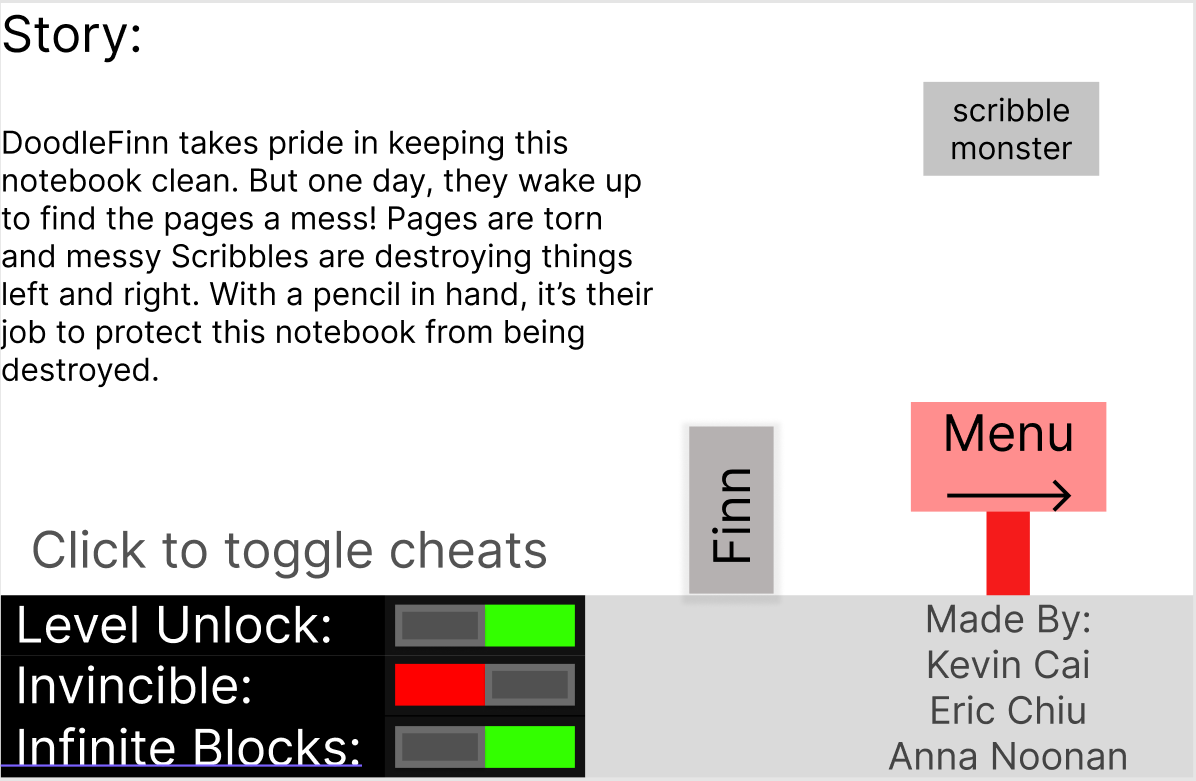 Story:
DoodleFinn takes pride in keeping this
notebook clean. But one day, they wake up
to find the pages a mess! Pages are torn
and messy Scribbles are destroying things
left and right. With a pencil in hand, it’s their
job to protect this notebook from being
destroyed.
scribble
monster
Menu
Finn
Click to toggle cheats
Level Unlock:
Invincible:
Infinite Blocks:
Made By:
Kevin Cai
Eric Chiu
Anna Noonan